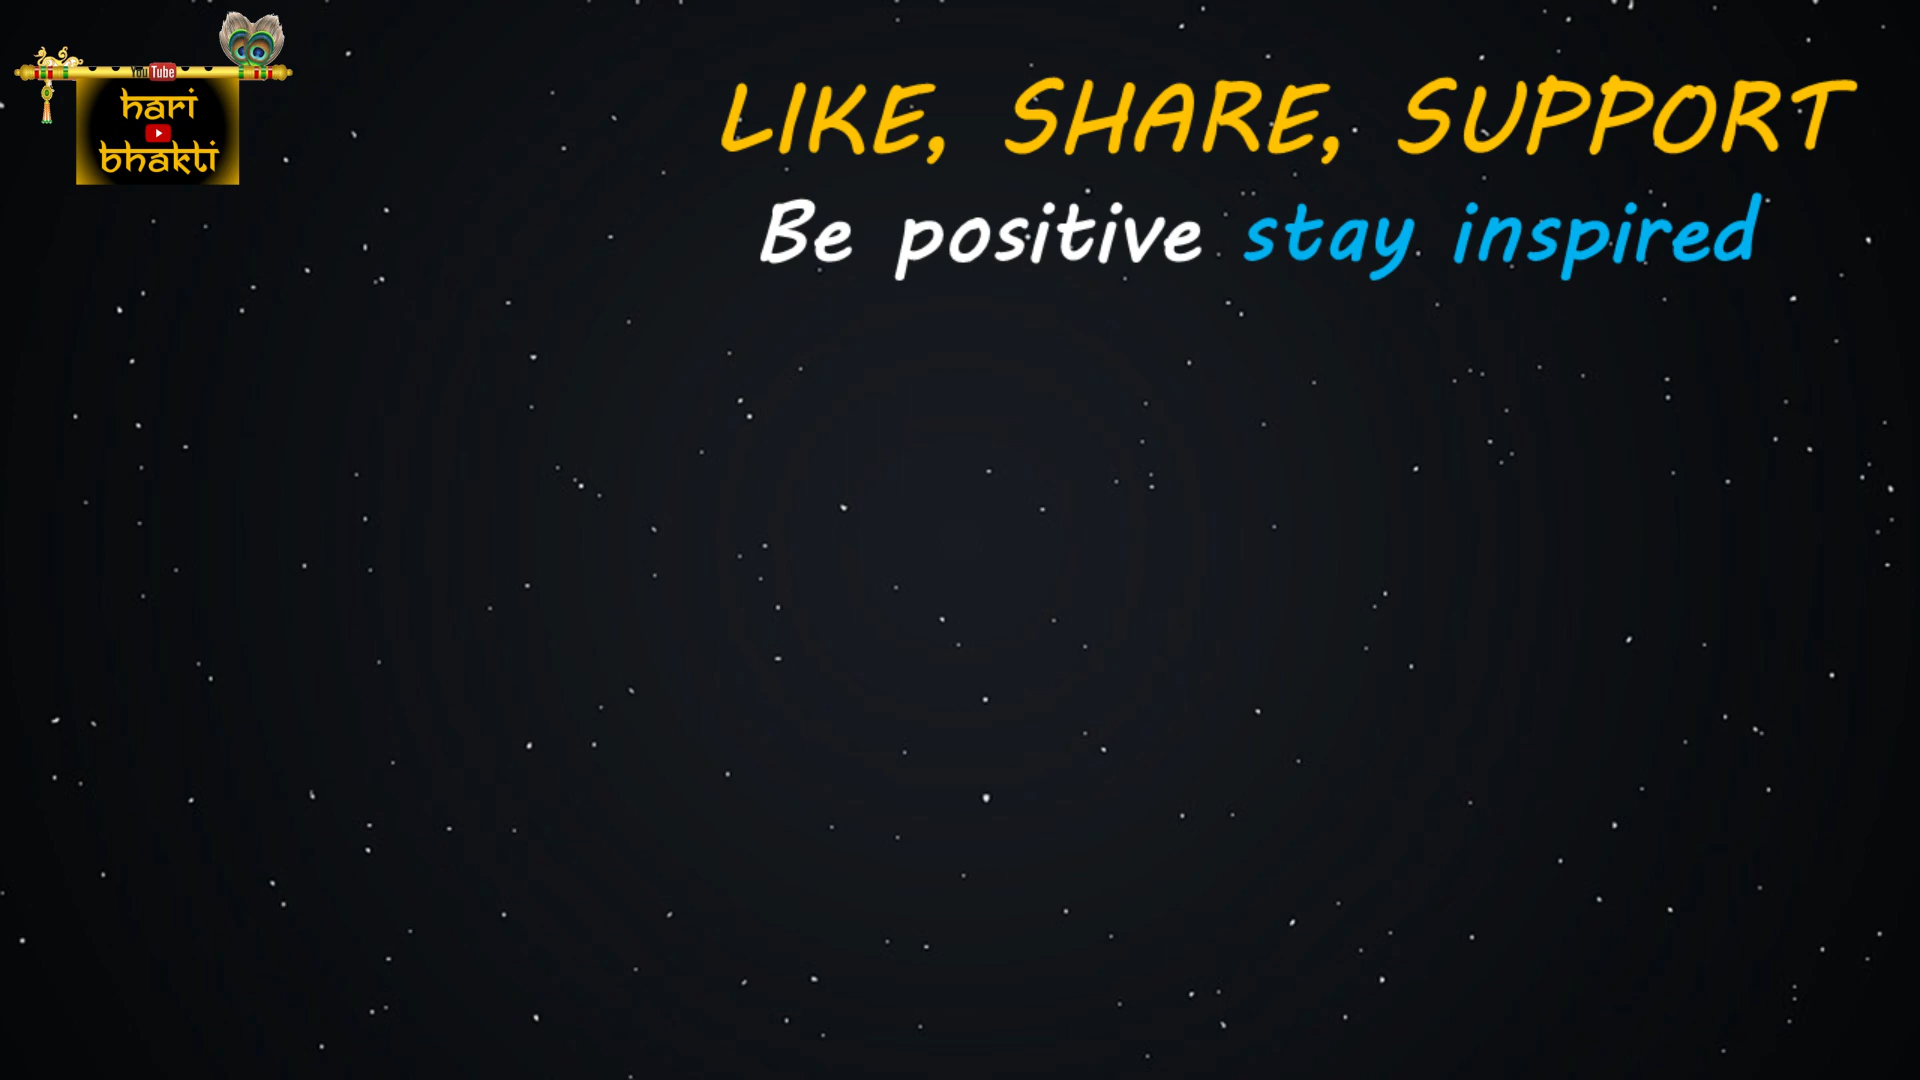 YouTube
hari
bhakti
LIKE, SHARE, SUPPORT
Be positive stay inspired